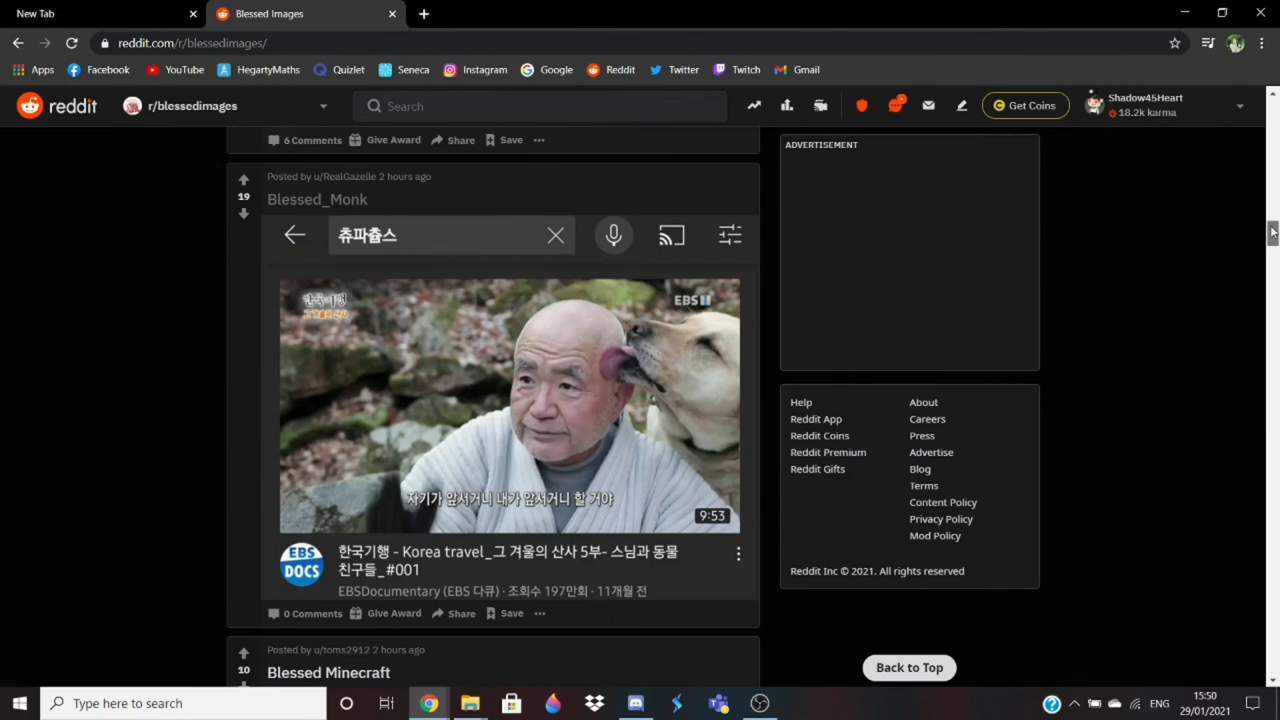 New Tab
Blessed Images
reddit.com/r/blessedimages/
Apps Facebook YouTube HegartyMaths Quizlet Seneca Instagram Google Reddit Twitter Twitch Gmail
reddit r/blessedimages Search Get Coins Shadow45Heart
18.2k karma
6 Comments Give Award Share Save
Posted by u/RealGazelle 2 hours ago
19
Blessed_Monk
츄파츕스
한국기행
EBS
자기가 앞서거니 내가 앞서거니 할 거야
9:53
EBS
DOCS
한국기행 - Korea travel_그 겨울의 산사 5부- 스님과 동물
친구들_#001
EBSDocumentary (EBS 다큐) · 조회수 197만회 · 11개월 전
0 Comments Give Award Share Save
Posted by u/toms2912 2 hours ago
10
Blessed Minecraft
ADVERTISEMENT
Help About
Reddit App Careers
Reddit Coins Press
Reddit Premium Advertise
Reddit Gifts Blog
Terms
Content Policy
Privacy Policy
Mod Policy
Reddit Inc © 2021. All rights reserved
Back to Top
Type here to search
ENG
15:50
29/01/2021